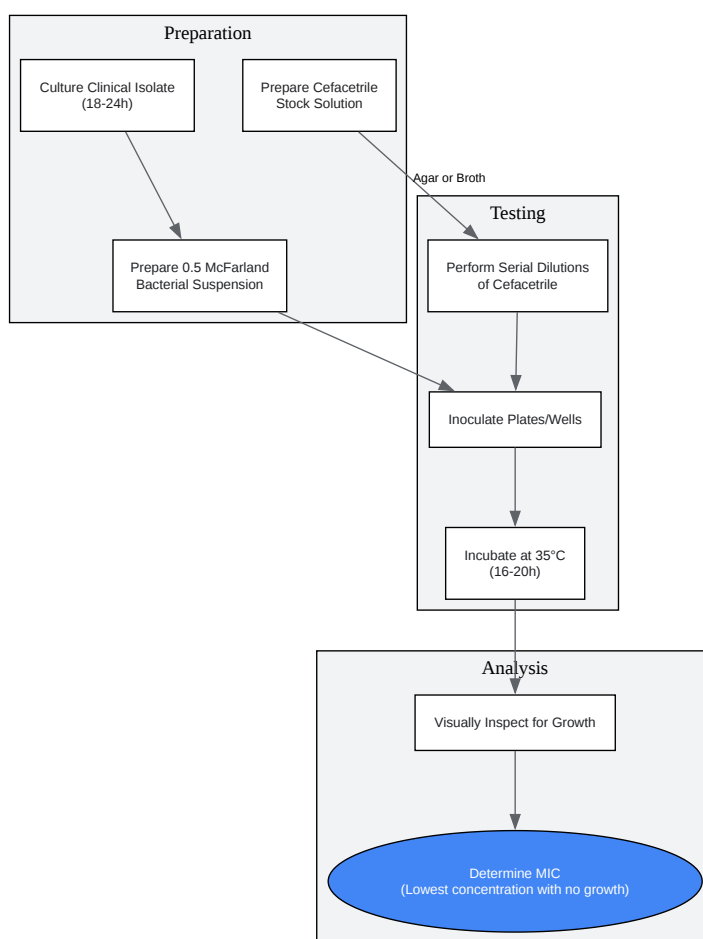 Preparation
Culture Clinical Isolate
(18-24h)
Prepare Cefacetrile
Stock Solution
Agar or Broth
Prepare 0.5 McFarland
Bacterial Suspension
Testing
Perform Serial Dilutions
of Cefacetrile
Inoculate Plates/Wells
Incubate at 35°C
(16-20h)
Analysis
Visually Inspect for Growth
Determine MIC
(Lowest concentration with no growth)